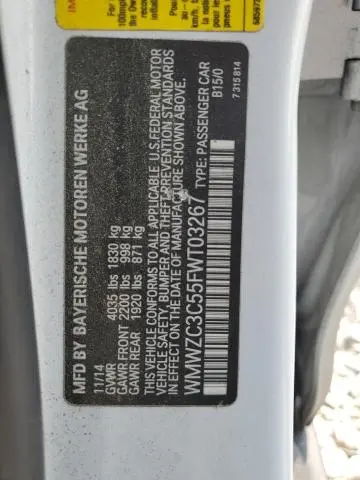 MFD BY BAYERISCHE MOTOREN WERKE AG
11/14
GVWR 4035 lbs 1830 kg
GAWR FRONT 2200 lbs 998 kg
GAWR REAR 1920 lbs 871 kg
THIS VEHICLE CONFORMS TO ALL APPLICABLE U.S. FEDERAL MOTOR
VEHICLE SAFETY, BUMPER AND THEFT PREVENTION STANDARDS
IN EFFECT ON THE DATE OF MANUFACTURE SHOWN ABOVE.
WMWZC3C55FWT03267 TYPE: PASSENGER CAR
B15/0
7315814